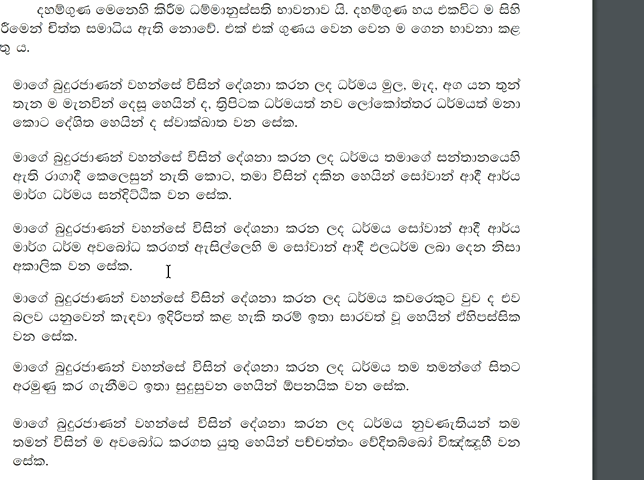 දහම්ගුණ මෙනෙහි කිරීම ධම්මානුස්සති භාවනාව යි. දහම්ගුණ හය එකවිට ම සිහි
රීමෙන් චිත්ත සමාධිය ඇති නොවේ. එක් එක් ගුණය වෙන වෙන ම ගෙන භාවනා කළ
තු ය.
මාගේ බුදුරජාණන් වහන්සේ විසින් දේශනා කරන ලද ධර්මය මුල, මැද, අග යන තුන්
තැන ම මැනවින් දෙසූ හෙයින් ද, ත්‍රිපිටක ධර්මයත් නව ලෝකෝත්තර ධර්මයත් මනා
කොට දේශිත හෙයින් ද ස්වාක්ඛාත වන සේක.
මාගේ බුදුරජාණන් වහන්සේ විසින් දේශනා කරන ලද ධර්මය තමාගේ සන්තානයෙහි
ඇති රාගාදී කෙලෙසුන් නැති කොට, තමා විසින් දකින හෙයින් සෝවාන් ආදී ආර්ය
මාර්ග ධර්මය සන්දිට්ඨික වන සේක.
මාගේ බුදුරජාණන් වහන්සේ විසින් දේශනා කරන ලද ධර්මය සෝවාන් ආදී ආර්ය
මාර්ග ධර්ම අවබෝධ කරගත් ඇසිල්ලෙහි ම සෝවාන් ආදී ඵලධර්ම ලබා දෙන නිසා
අකාලික වන සේක.
මාගේ බුදුරජාණන් වහන්සේ විසින් දේශනා කරන ලද ධර්මය කවරෙකුට වුව ද එව
බලව යනුවෙන් කැඳවා ඉදිරිපත් කළ හැකි තරම් ඉතා සාරවත් වූ හෙයින් ඒහිපස්සික
වන සේක.
මාගේ බුදුරජාණන් වහන්සේ විසින් දේශනා කරන ලද ධර්මය තම තමන්ගේ සිතට
අරමුණු කර ගැනීමට ඉතා සුදුසුවන හෙයින් ඕපනයික වන සේක.
මාගේ බුදුරජාණන් වහන්සේ විසින් දේශනා කරන ලද ධර්මය නුවණැතියන් තම
තමන් විසින් ම අවබෝධ කරගත යුතු හෙයින් පච්චත්තං වේදිතබ්බෝ විඤ්ඤූහී වන
සේක.